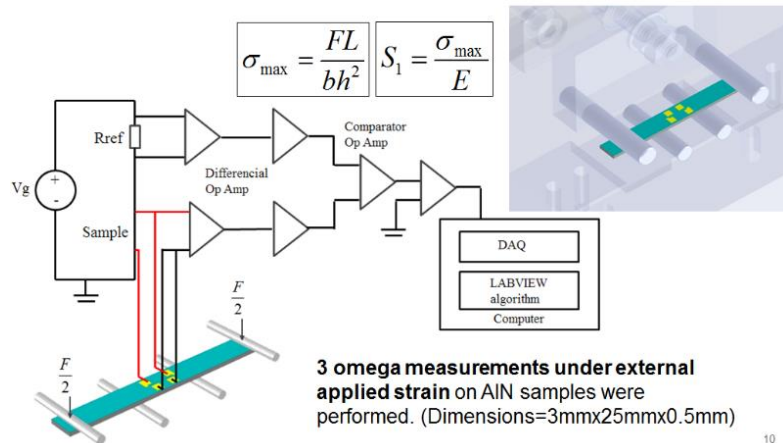 σmax = FL / bh²
S₁ = σmax / E
Rref
Comparator
Op Amp
Vg
+
-
Differencial
Op Amp
Sample
DAQ
LABVIEW
algorithm
Computer
F/2
F/2
3 omega measurements under external
applied strain on AlN samples were
performed. (Dimensions=3mmx25mmx0.5mm)
10